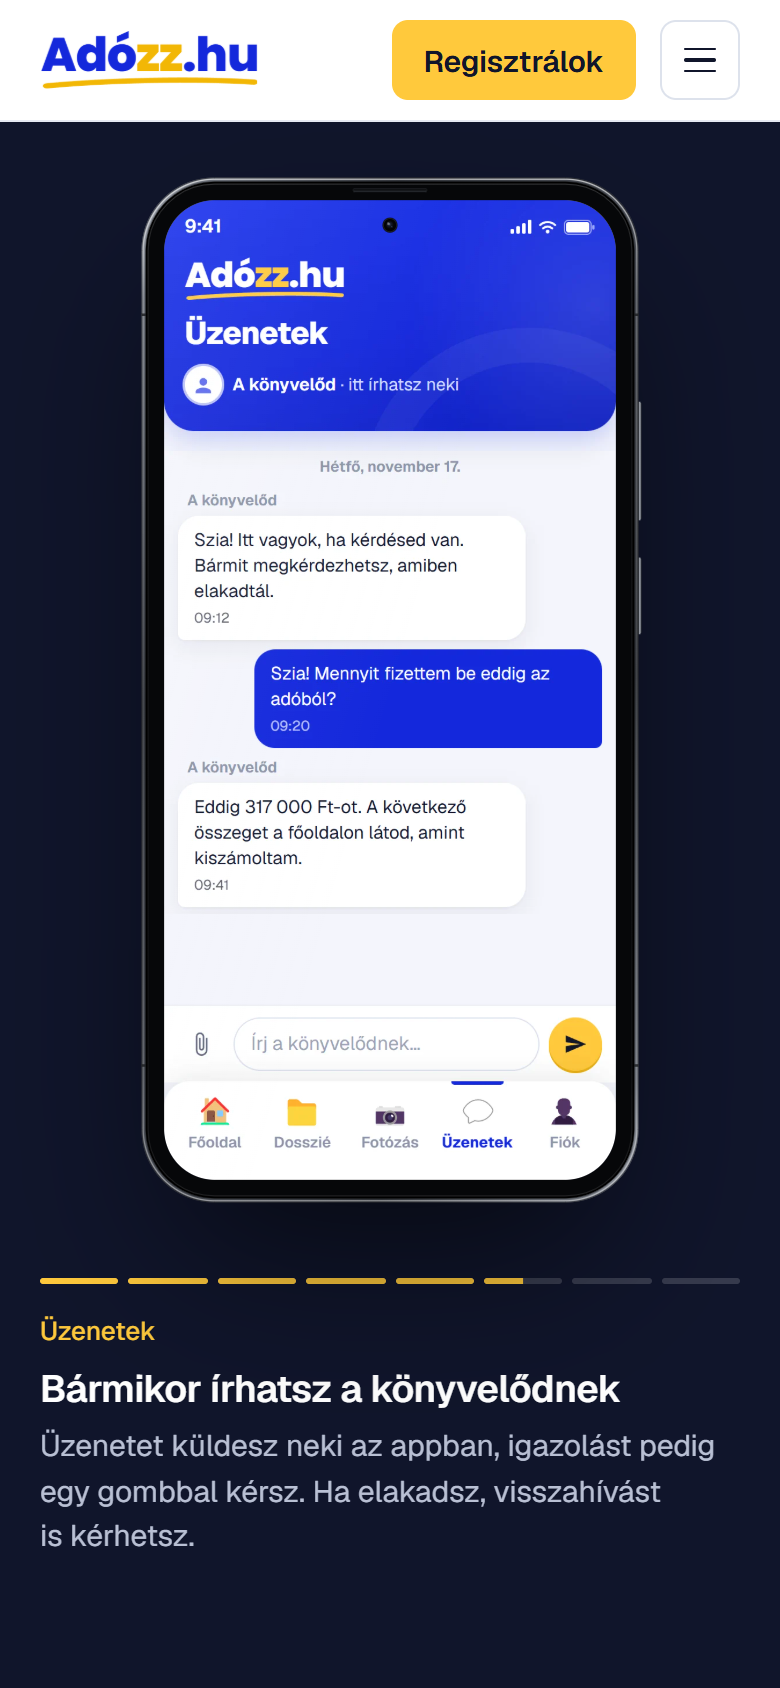 Adózz.hu
Regisztrálok
9:41
Adózz.hu
Üzenetek
A könyvelőd · itt írhatsz neki
Hétfő, november 17.
A könyvelőd
Szia! Itt vagyok, ha kérdésed van.
Bármit megkérdezhetsz, amiben
elakadtál.
09:12
Szia! Mennyit fizettem be eddig az
adóból?
09:20
A könyvelőd
Eddig 317 000 Ft-ot. A következő
összeget a főoldalon látod, amint
kiszámoltam.
09:41
Írj a könyvelődnek...
Főoldal Dosszié Fotózás Üzenetek Fiók
Üzenetek
Bármikor írhatsz a könyvelődnek
Üzenetet küldesz neki az appban, igazolást pedig
egy gombbal kérsz. Ha elakadsz, visszahívást
is kérhetsz.